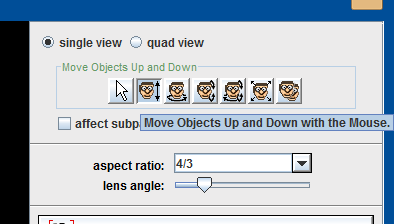 single view quad view
Move Objects Up and Down
affect subp
Move Objects Up and Down with the Mouse.
aspect ratio: 4/3
lens angle: